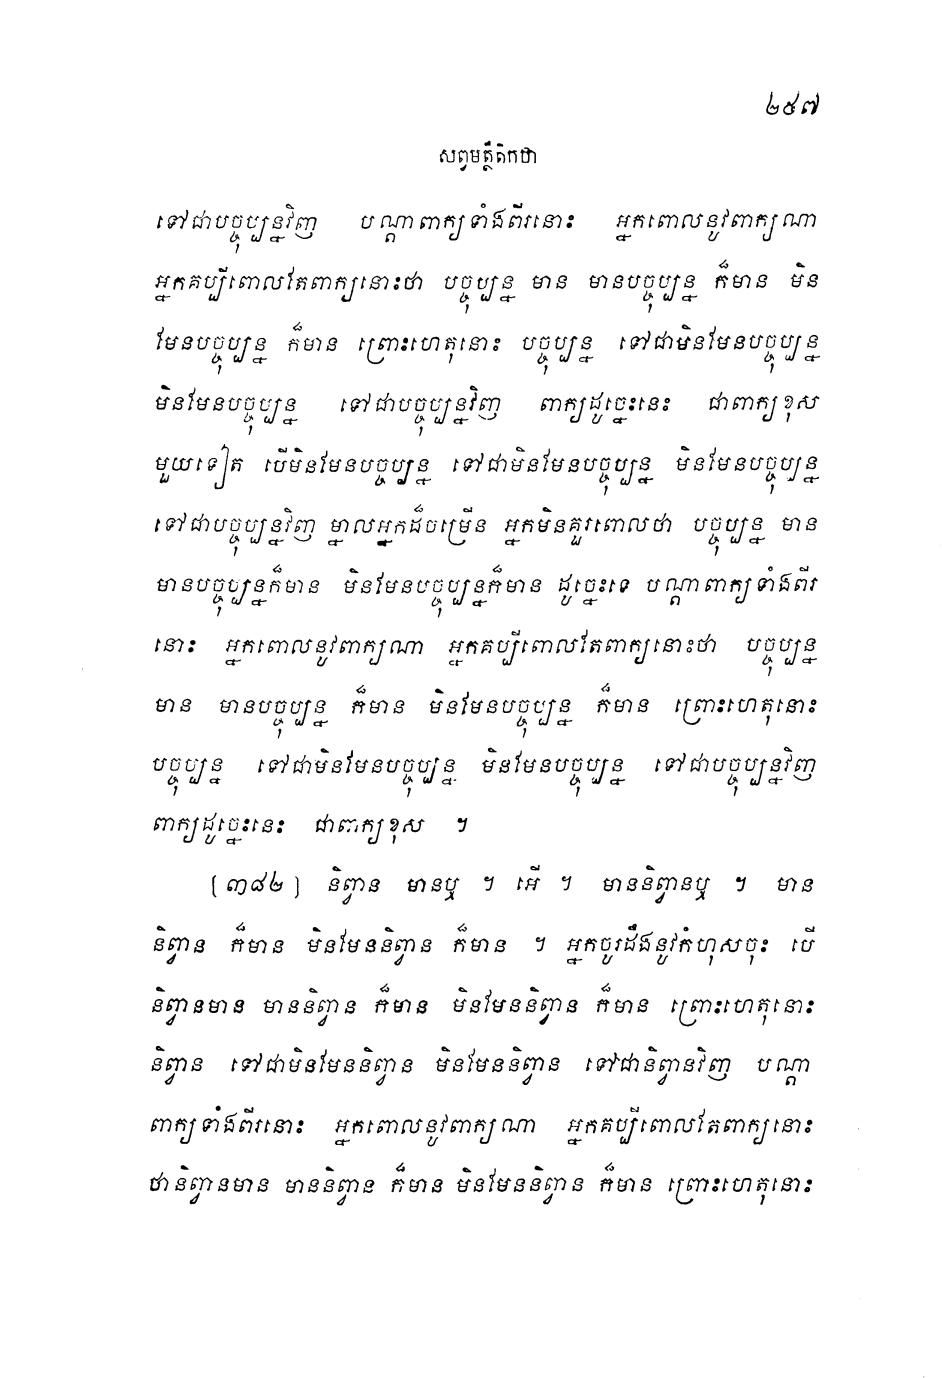 ២៥៧
សព្វមត្ថីតិកថា
ទៅជាបច្ចុប្បន្នវិញ បណ្តាពាក្យទាំងពីរនោះ អ្នកពោលនូវពាក្យណា
អ្នកគប្បីពោលតែពាក្យនោះថា បច្ចុប្បន្ន មាន មានបច្ចុប្បន្ន ក៏មាន មិន
មែនបច្ចុប្បន្ន ក៏មាន ព្រោះហេតុនោះ បច្ចុប្បន្ន ទៅជាមិនមែនបច្ចុប្បន្ន
មិនមែនបច្ចុប្បន្ន ទៅជាបច្ចុប្បន្នវិញ ពាក្យដូច្នេះនេះ ជាពាក្យខុស
មួយទៀត បើមិនមែនបច្ចុប្បន្ន ទៅជាមិនមែនបច្ចុប្បន្ន មិនមែនបច្ចុប្បន្ន
ទៅជាបច្ចុប្បន្នវិញ ម្នាលអ្នកដ៏ចម្រើន អ្នកមិនគួរពោលថា បច្ចុប្បន្ន មាន
មានបច្ចុប្បន្នក៏មាន មិនមែនបច្ចុប្បន្នក៏មាន ដូច្នេះទេ បណ្តាពាក្យទាំងពីរ
នោះ អ្នកពោលនូវពាក្យណា អ្នកគប្បីពោលតែពាក្យនោះថា បច្ចុប្បន្ន
មាន មានបច្ចុប្បន្ន ក៏មាន មិនមែនបច្ចុប្បន្ន ក៏មាន ព្រោះហេតុនោះ
បច្ចុប្បន្ន ទៅជាមិនមែនបច្ចុប្បន្ន មិនមែនបច្ចុប្បន្ន ទៅជាបច្ចុប្បន្នវិញ
ពាក្យដូច្នេះនេះ ជាពាក្យខុស ។
[៣៨២] និព្វាន មានឬ ។ អើ ។ មាននិព្វានឬ ។ មាន
និព្វាន ក៏មាន មិនមែននិព្វាន ក៏មាន ។ អ្នកចូរដឹងនូវកំហុសចុះ បើ
និព្វានមាន មាននិព្វាន ក៏មាន មិនមែននិព្វាន ក៏មាន ព្រោះហេតុនោះ
និព្វាន ទៅជាមិនមែននិព្វាន មិនមែននិព្វាន ទៅជានិព្វានវិញ បណ្តា
ពាក្យទាំងពីរនោះ អ្នកពោលនូវពាក្យណា អ្នកគប្បីពោលតែពាក្យនោះ
ថានិព្វានមាន មាននិព្វាន ក៏មាន មិនមែននិព្វាន ក៏មាន ព្រោះហេតុនោះ